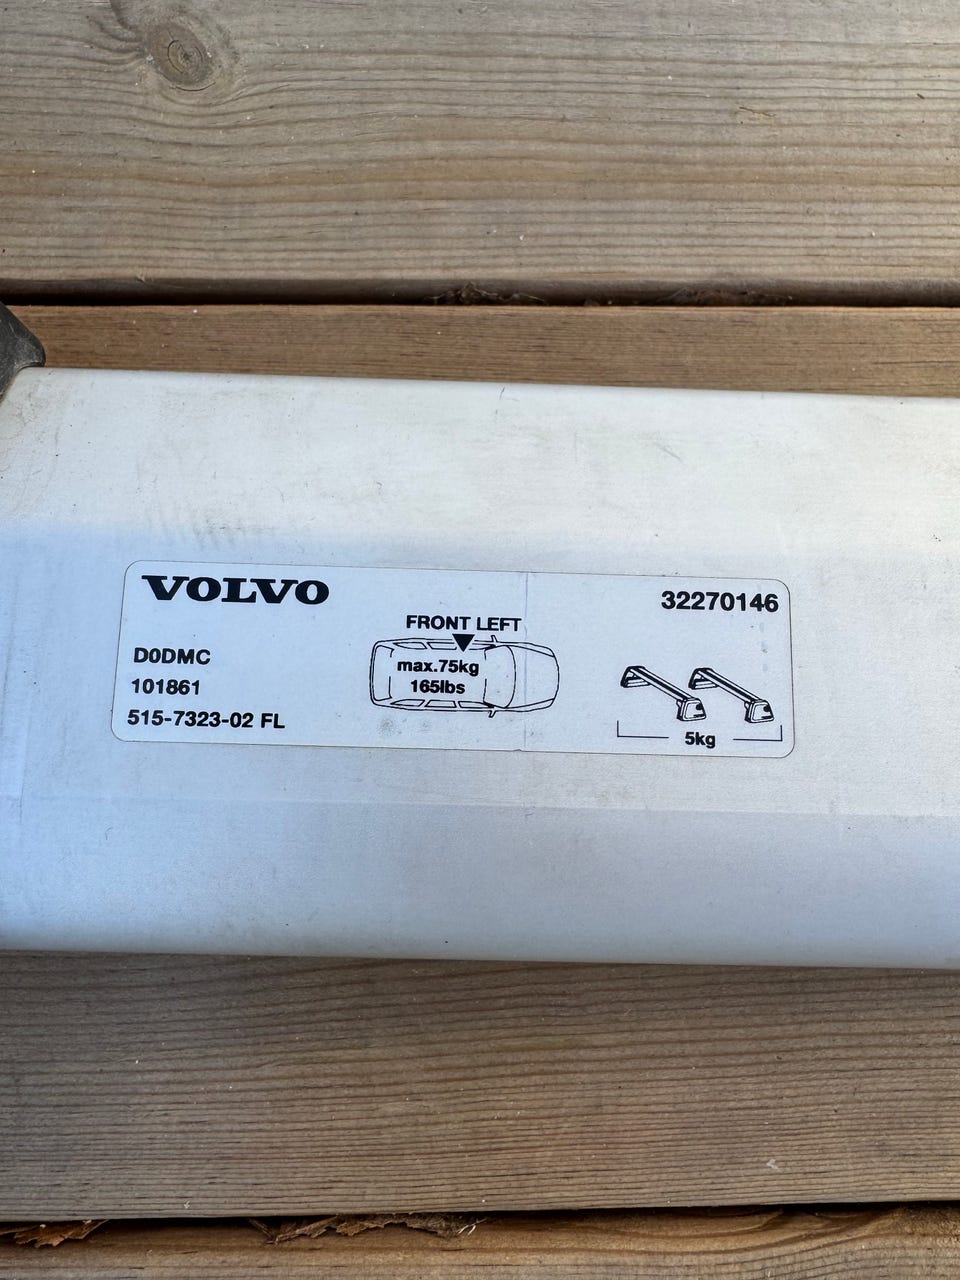 VOLVO
32270146
FRONT LEFT
D0DMC
max.75kg
101861
165lbs
515-7323-02 FL
5kg